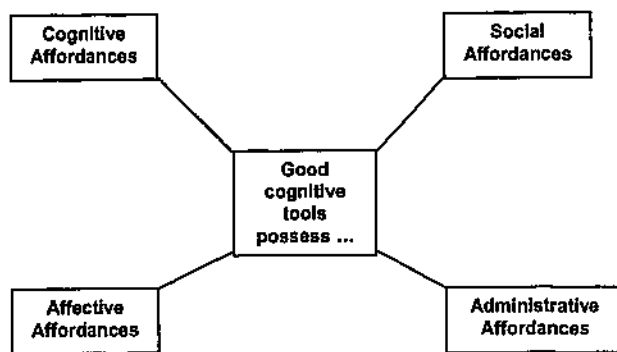 Cognitive
Affordances
Social
Affordances
Good
cognitive
tools
possess ...
Affective
Affordances
Administrative
Affordances